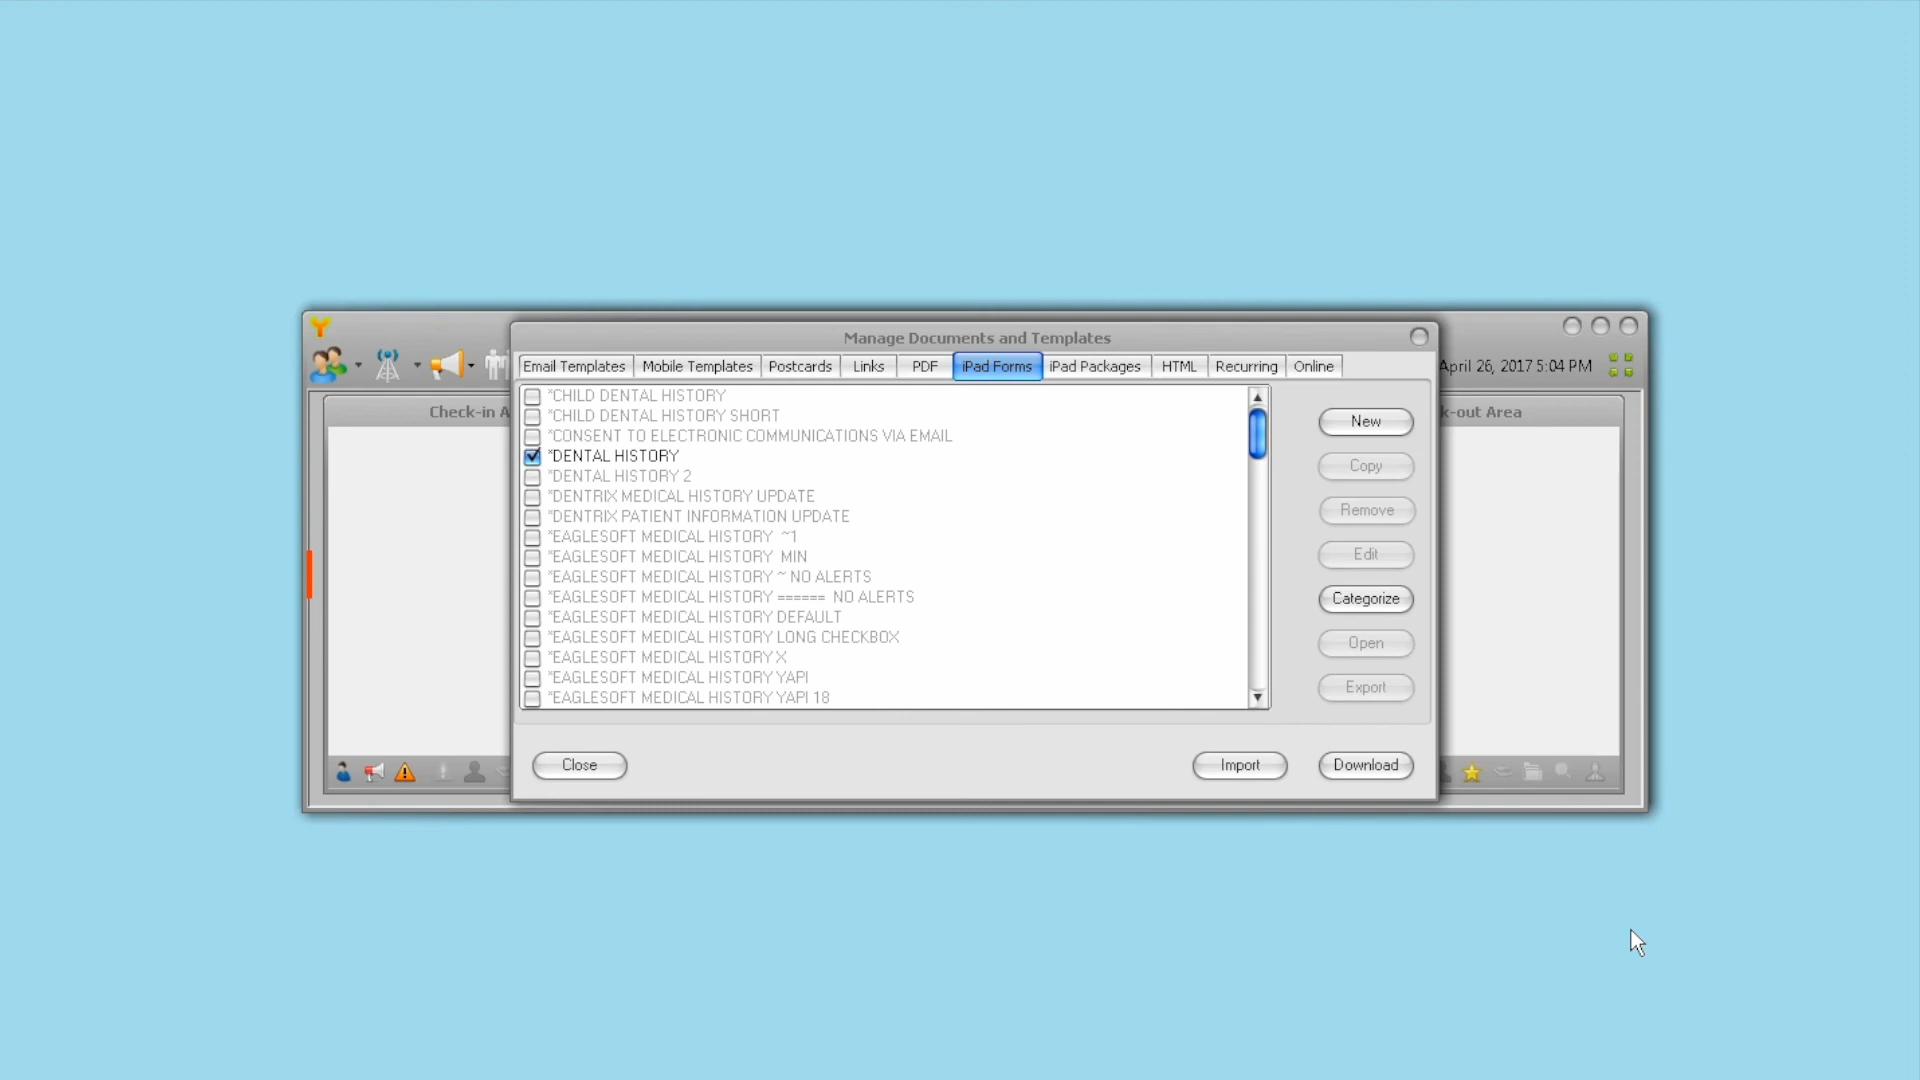 Manage Documents and Templates
Email Templates Mobile Templates Postcards Links PDF iPad Forms iPad Packages HTML Recurring Online
April 26, 2017 5:04 PM
Check-in A
k-out Area
*CHILD DENTAL HISTORY
*CHILD DENTAL HISTORY SHORT
*CONSENT TO ELECTRONIC COMMUNICATIONS VIA EMAIL
*DENTAL HISTORY
*DENTAL HISTORY 2
*DENTRIX MEDICAL HISTORY UPDATE
*DENTRIX PATIENT INFORMATION UPDATE
*EAGLESOFT MEDICAL HISTORY  ~1
*EAGLESOFT MEDICAL HISTORY  MIN
*EAGLESOFT MEDICAL HISTORY ~ NO ALERTS
*EAGLESOFT MEDICAL HISTORY ====== NO ALERTS
*EAGLESOFT MEDICAL HISTORY DEFAULT
*EAGLESOFT MEDICAL HISTORY LONG CHECKBOX
*EAGLESOFT MEDICAL HISTORY X
*EAGLESOFT MEDICAL HISTORY YAPI
*EAGLESOFT MEDICAL HISTORY YAPI 18
New
Copy
Remove
Edit
Categorize
Open
Export
Close
Import
Download